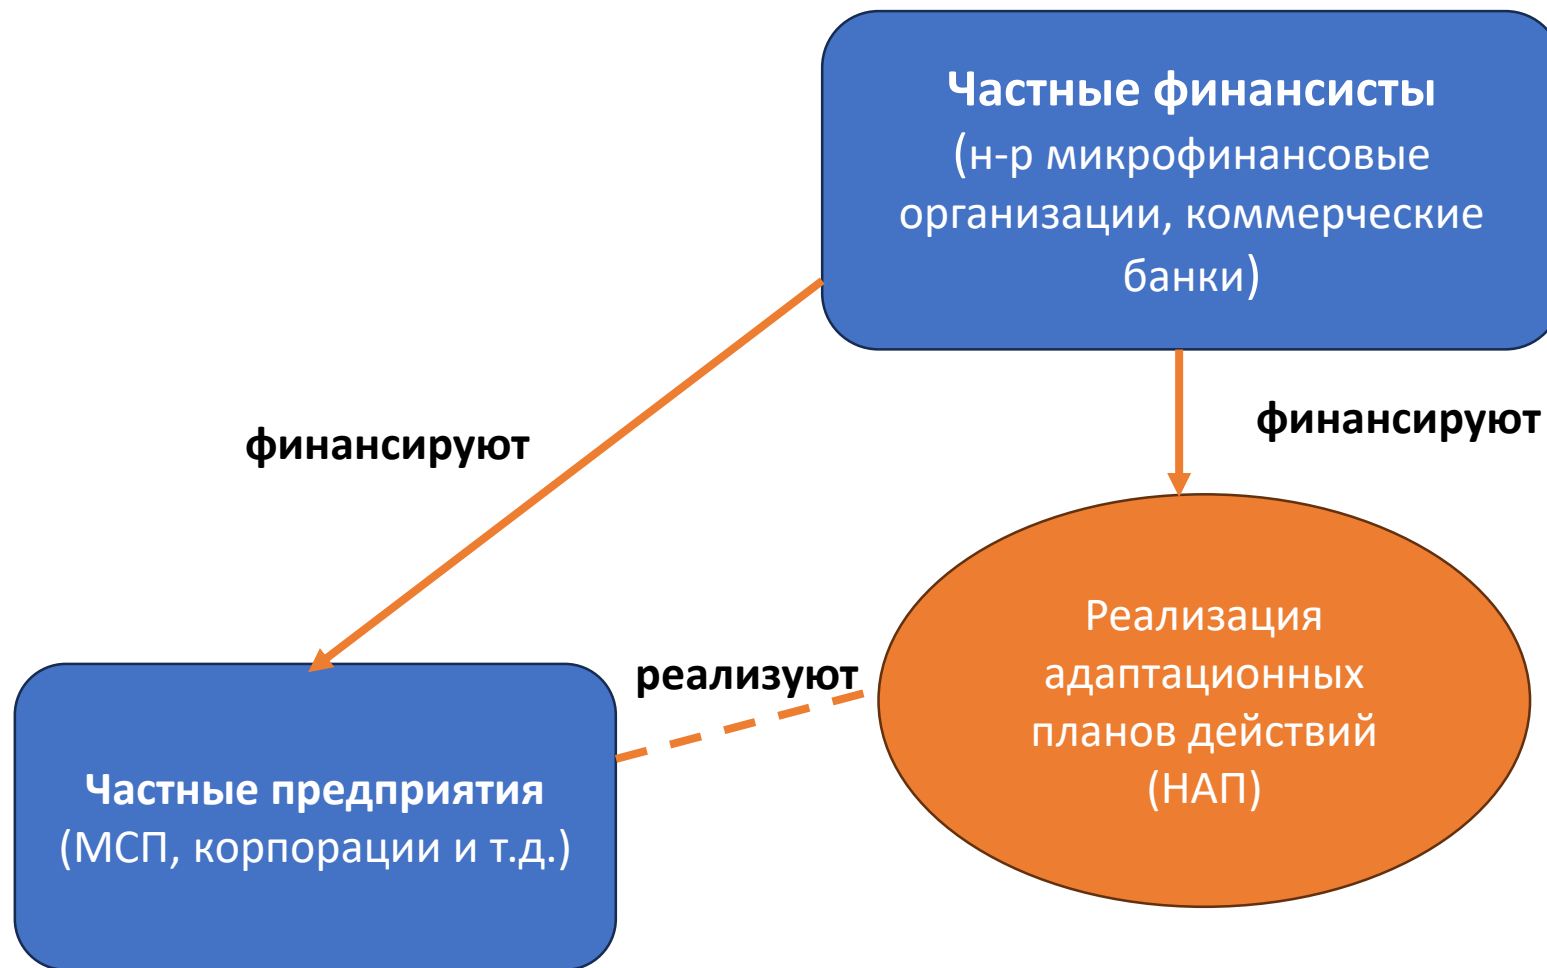 Частные финансисты
(н-р микрофинансовые
организации, коммерческие
банки)
финансируют
финансируют
Реализация
адаптационных
планов действий
(НАП)
реализуют
Частные предприятия
(МСП, корпорации и т.д.)